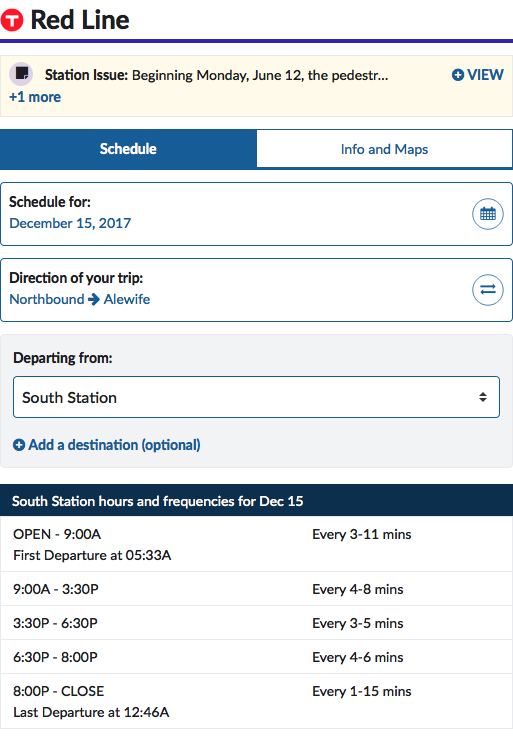 T Red Line
Station Issue: Beginning Monday, June 12, the pedestr... VIEW
+1 more
Schedule Info and Maps
Schedule for:
December 15, 2017
Direction of your trip:
Northbound → Alewife
Departing from:
South Station
Add a destination (optional)
South Station hours and frequencies for Dec 15
OPEN - 9:00A Every 3-11 mins
First Departure at 05:33A
9:00A - 3:30P Every 4-8 mins
3:30P - 6:30P Every 3-5 mins
6:30P - 8:00P Every 4-6 mins
8:00P - CLOSE Every 1-15 mins
Last Departure at 12:46A